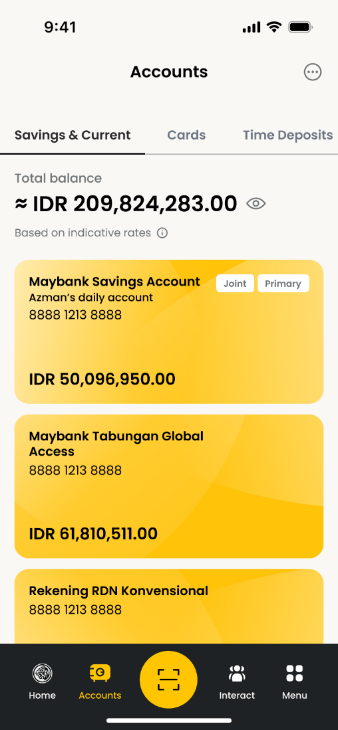 9:41
Accounts
Savings & Current Cards Time Deposits
Total balance
≈ IDR 209,824,283.00
Based on indicative rates
Maybank Savings Account Joint Primary
Azman's daily account
8888 1213 8888
IDR 50,096,950.00
Maybank Tabungan Global
Access
8888 1213 8888
IDR 61,810,511.00
Rekening RDN Konvensional
8888 1213 8888
Home Accounts Interact Menu